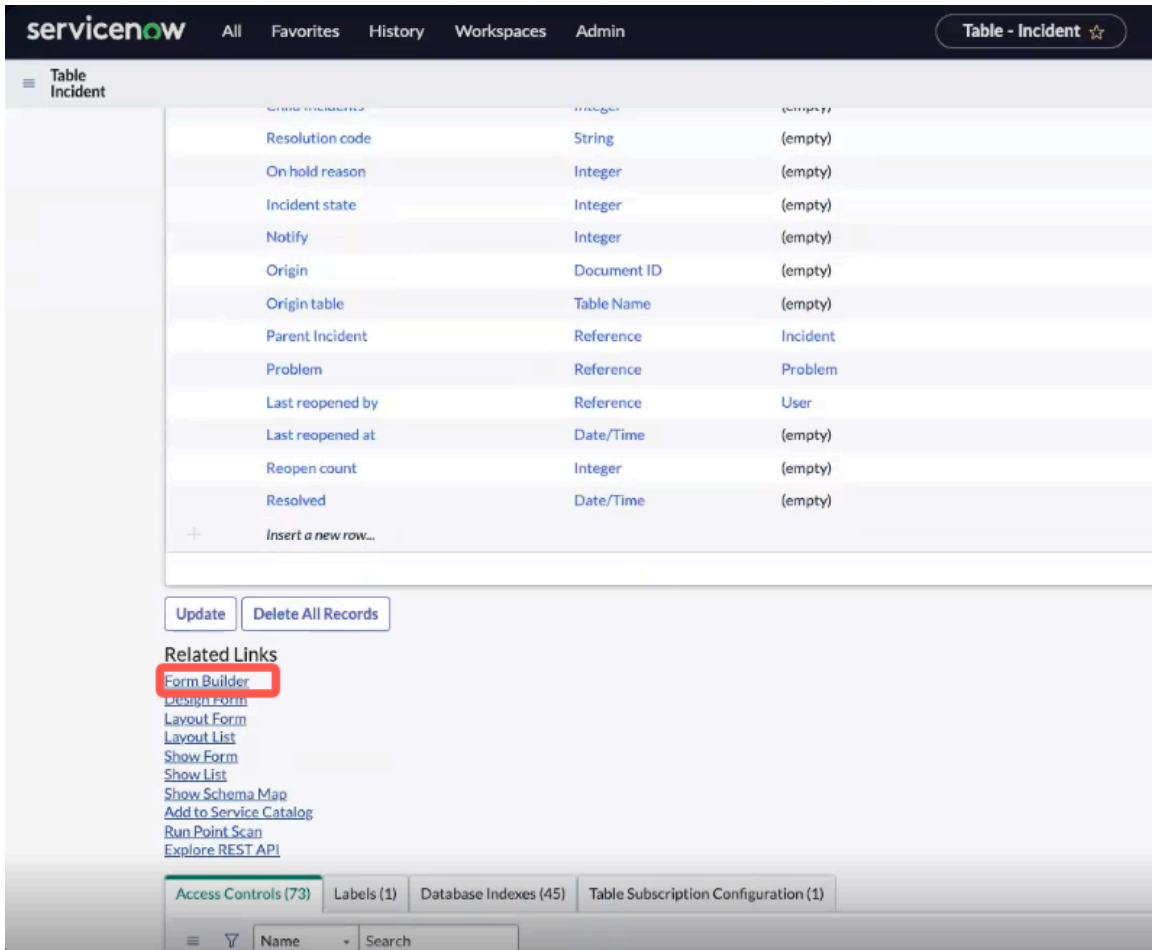 servicenow All Favorites History Workspaces Admin Table - Incident
Table
Incident
Child Incidents Integer (empty)
Resolution code String (empty)
On hold reason Integer (empty)
Incident state Integer (empty)
Notify Integer (empty)
Origin Document ID (empty)
Origin table Table Name (empty)
Parent Incident Reference Incident
Problem Reference Problem
Last reopened by Reference User
Last reopened at Date/Time (empty)
Reopen count Integer (empty)
Resolved Date/Time (empty)
Insert a new row...
Update Delete All Records
Related Links
Form Builder
Design Form
Layout Form
Layout List
Show Form
Show List
Show Schema Map
Add to Service Catalog
Run Point Scan
Explore REST API
Access Controls (73) Labels (1) Database Indexes (45) Table Subscription Configuration (1)
Name Search